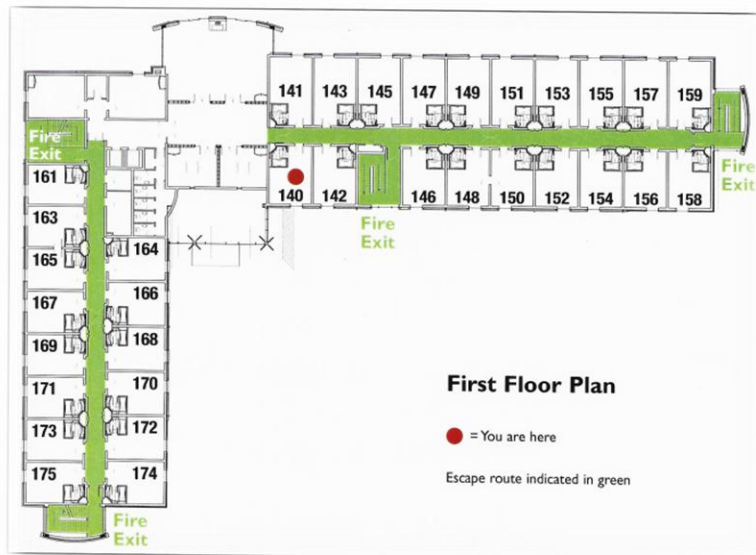 141 143 145 147 149 151 153 155 157 159
Fire
Exit
161
140 142 146 148 150 152 154 156 158
Fire
Exit
Fire
Exit
163
164
165
166
167
168
169
170
171
172
173
174
175
Fire
Exit
First Floor Plan
= You are here
Escape route indicated in green